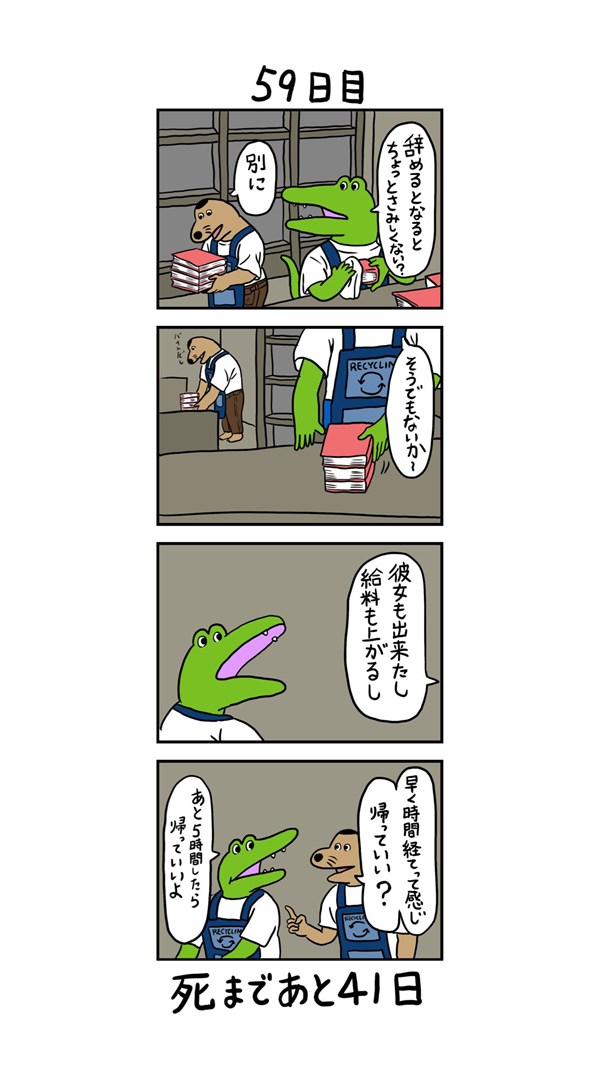 59日目
辞めるとなると
ちょっとさみしくない？
別に
そうでもないか〜
バイトだし
RECYCLIN
彼女も出来たし
給料も上がるし
早く時間経てって感じ
帰っていい？
あと5時間したら
帰っていいよ
RECYCLIN
RECYCLIN
死まであと41日